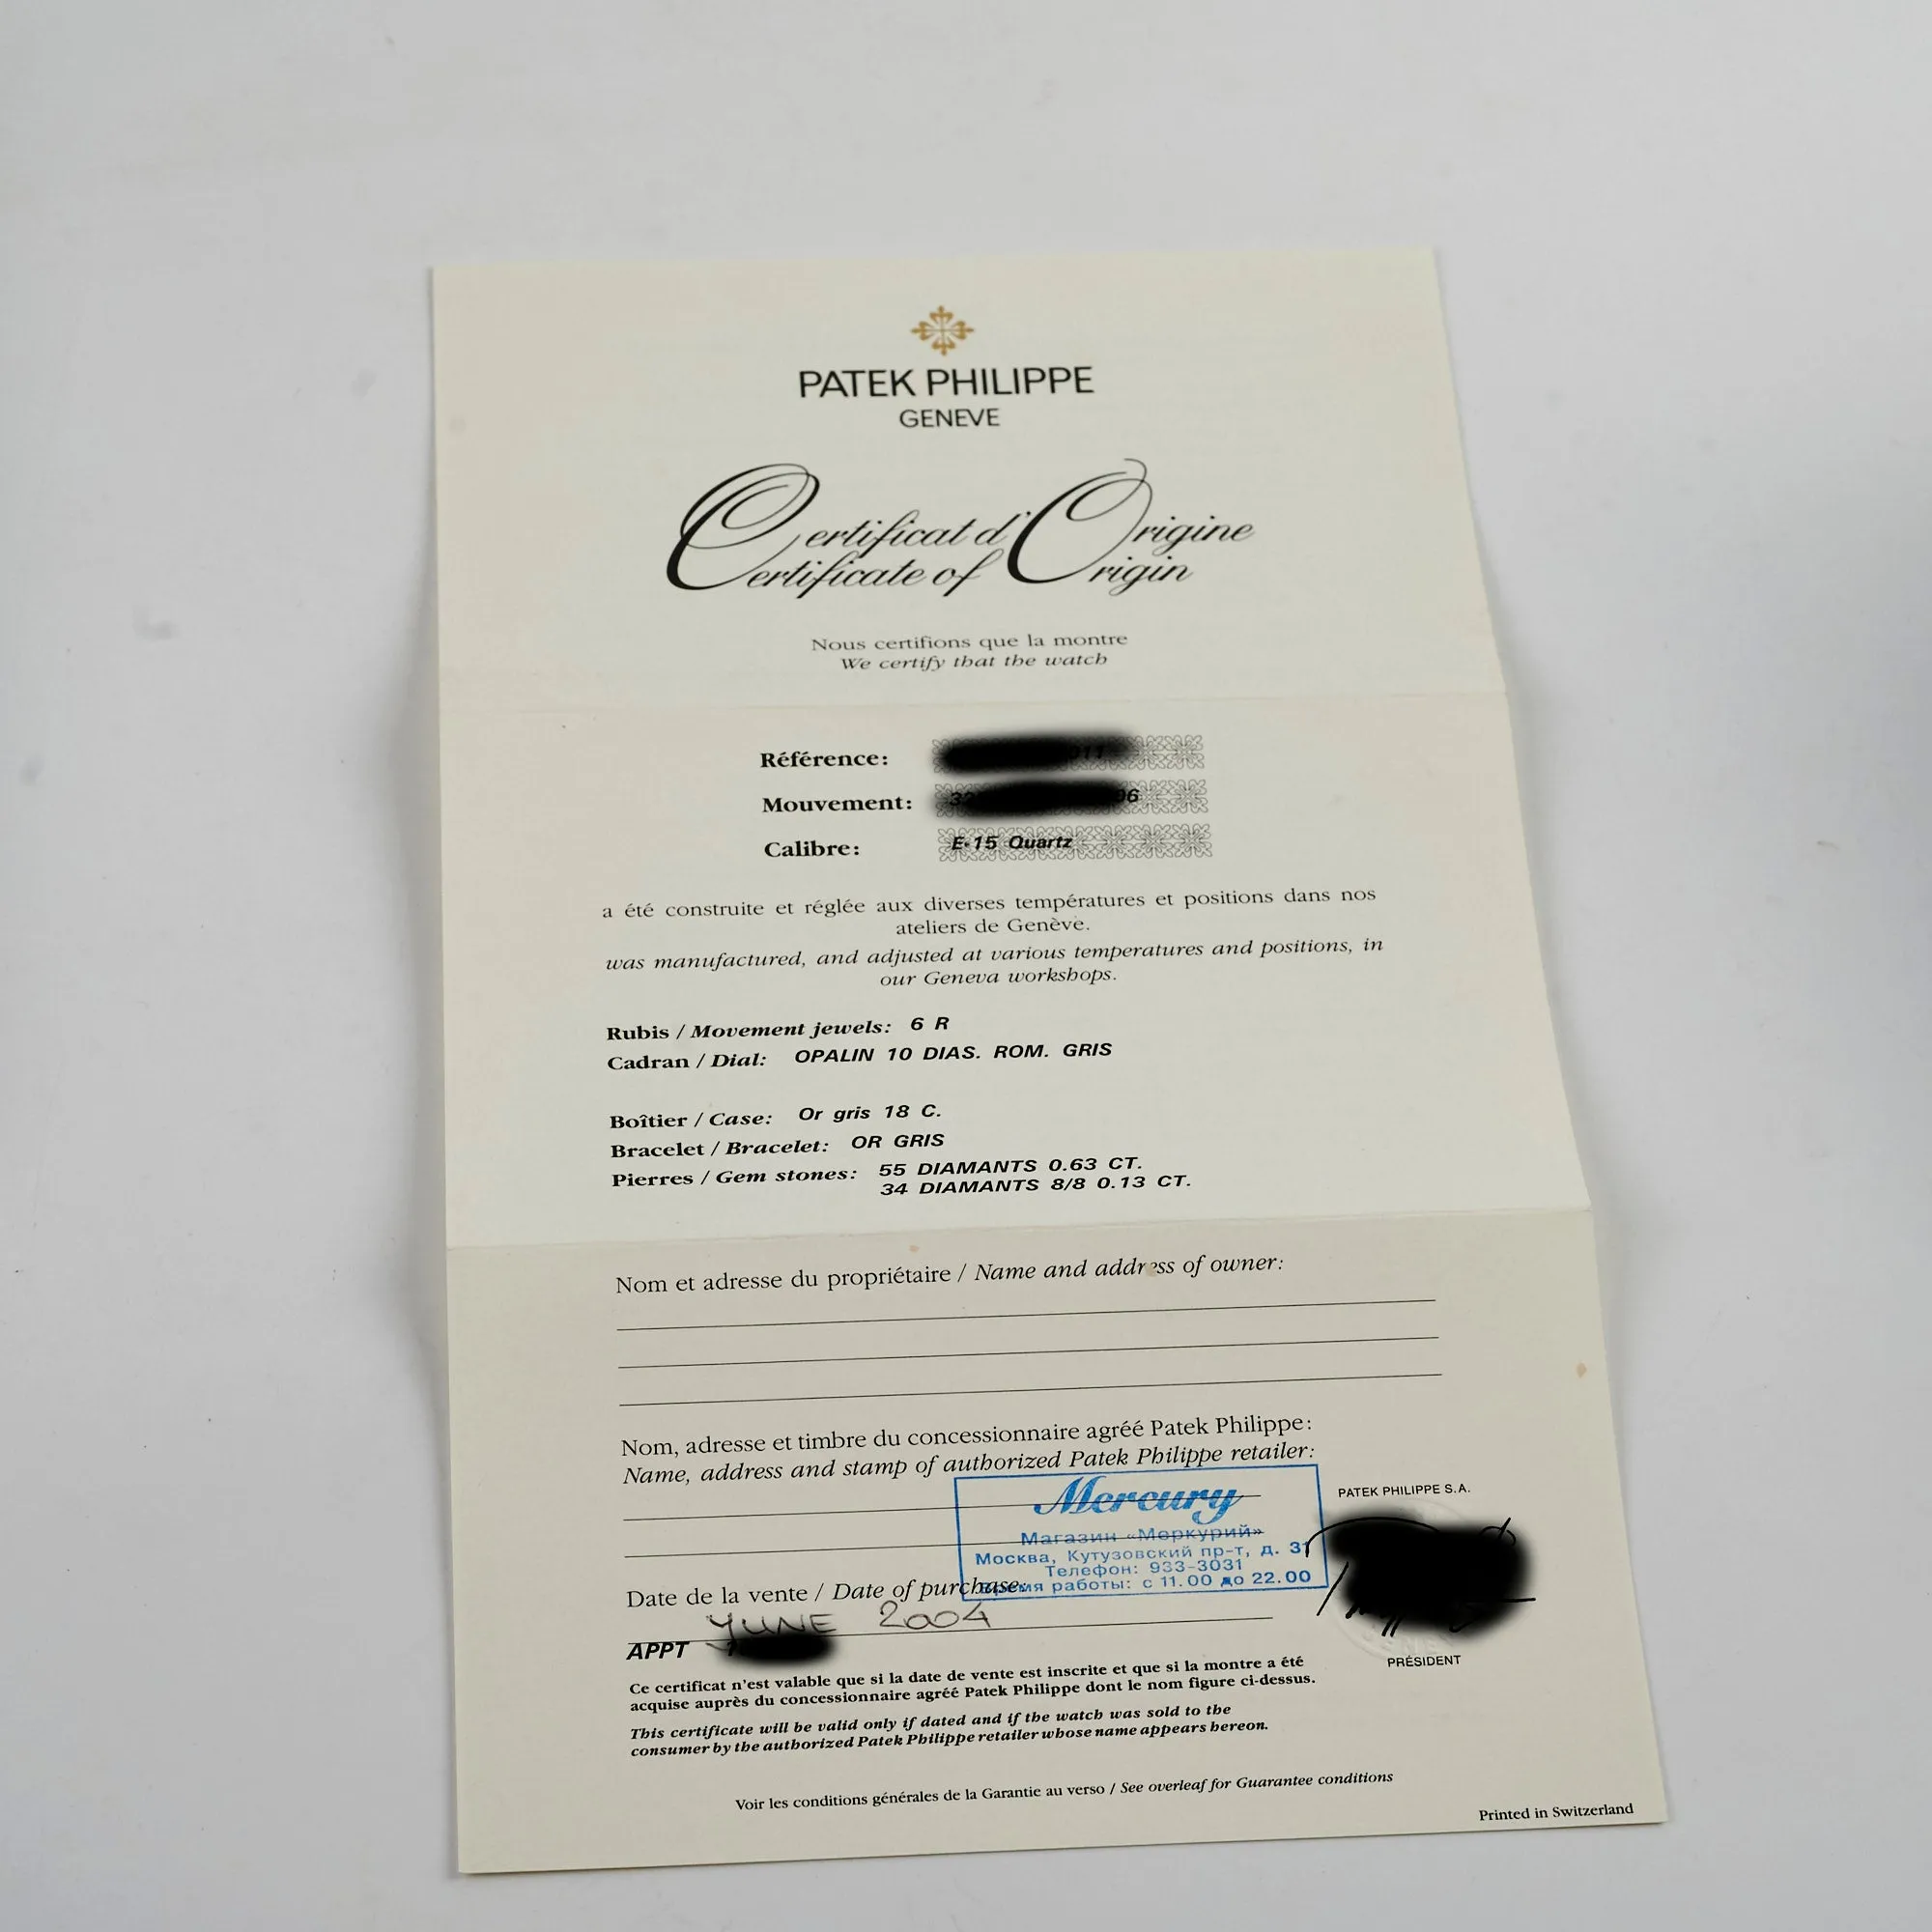 PATEK PHILIPPE
GENEVE
Certificat d'Origine
Certificate of Origin
Nous certifions que la montre
We certify that the watch
Référence:
Mouvement:
Calibre: E-15 Quartz
a été construite et réglée aux diverses températures et positions dans nos
ateliers de Genève.
was manufactured, and adjusted at various temperatures and positions, in
our Geneva workshops.
Rubis / Movement jewels: 6 R
Cadran / Dial: OPALIN 10 DIAS. ROM. GRIS
Boîtier / Case: Or gris 18 C.
Bracelet / Bracelet: OR GRIS
Pierres / Gem stones: 55 DIAMANTS 0.63 CT.
34 DIAMANTS 8/8 0.13 CT.
Nom et adresse du propriétaire / Name and address of owner:
Nom, adresse et timbre du concessionnaire agréé Patek Philippe:
Name, address and stamp of authorized Patek Philippe retailer:
Mercury
Магазин «Меркурий»
Москва, Кутузовский пр-т, д. 31
Телефон: 933-3031
Время работы: с 11.00 до 22.00
PATEK PHILIPPE S.A.
Date de la vente / Date of purchase:
JUNE 2004
APPT
PRÉSIDENT
Ce certificat n'est valable que si la date de vente est inscrite et que si la montre a été
acquise auprès du concessionnaire agréé Patek Philippe dont le nom figure ci-dessus.
This certificate will be valid only if dated and if the watch was sold to the
consumer by the authorized Patek Philippe retailer whose name appears hereon.
Voir les conditions générales de la Garantie au verso / See overleaf for Guarantee conditions
Printed in Switzerland